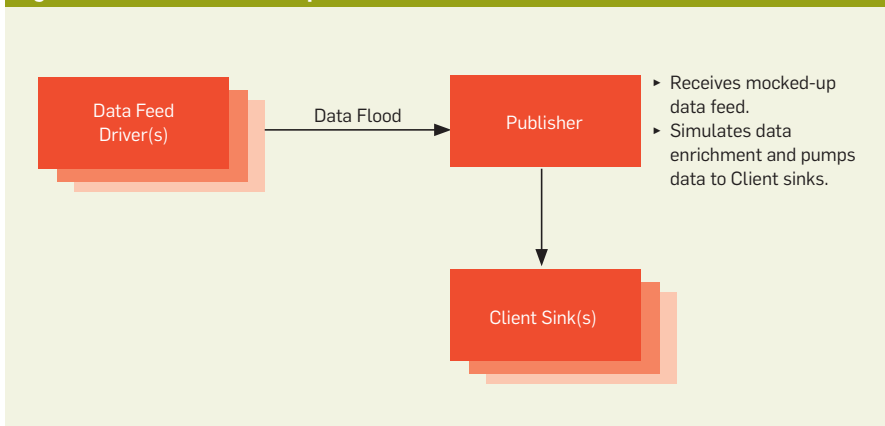 Data Feed
Driver(s)
Data Flood
Publisher
▸ Receives mocked-up
data feed.
▸ Simulates data
enrichment and pumps
data to Client sinks.
Client Sink(s)